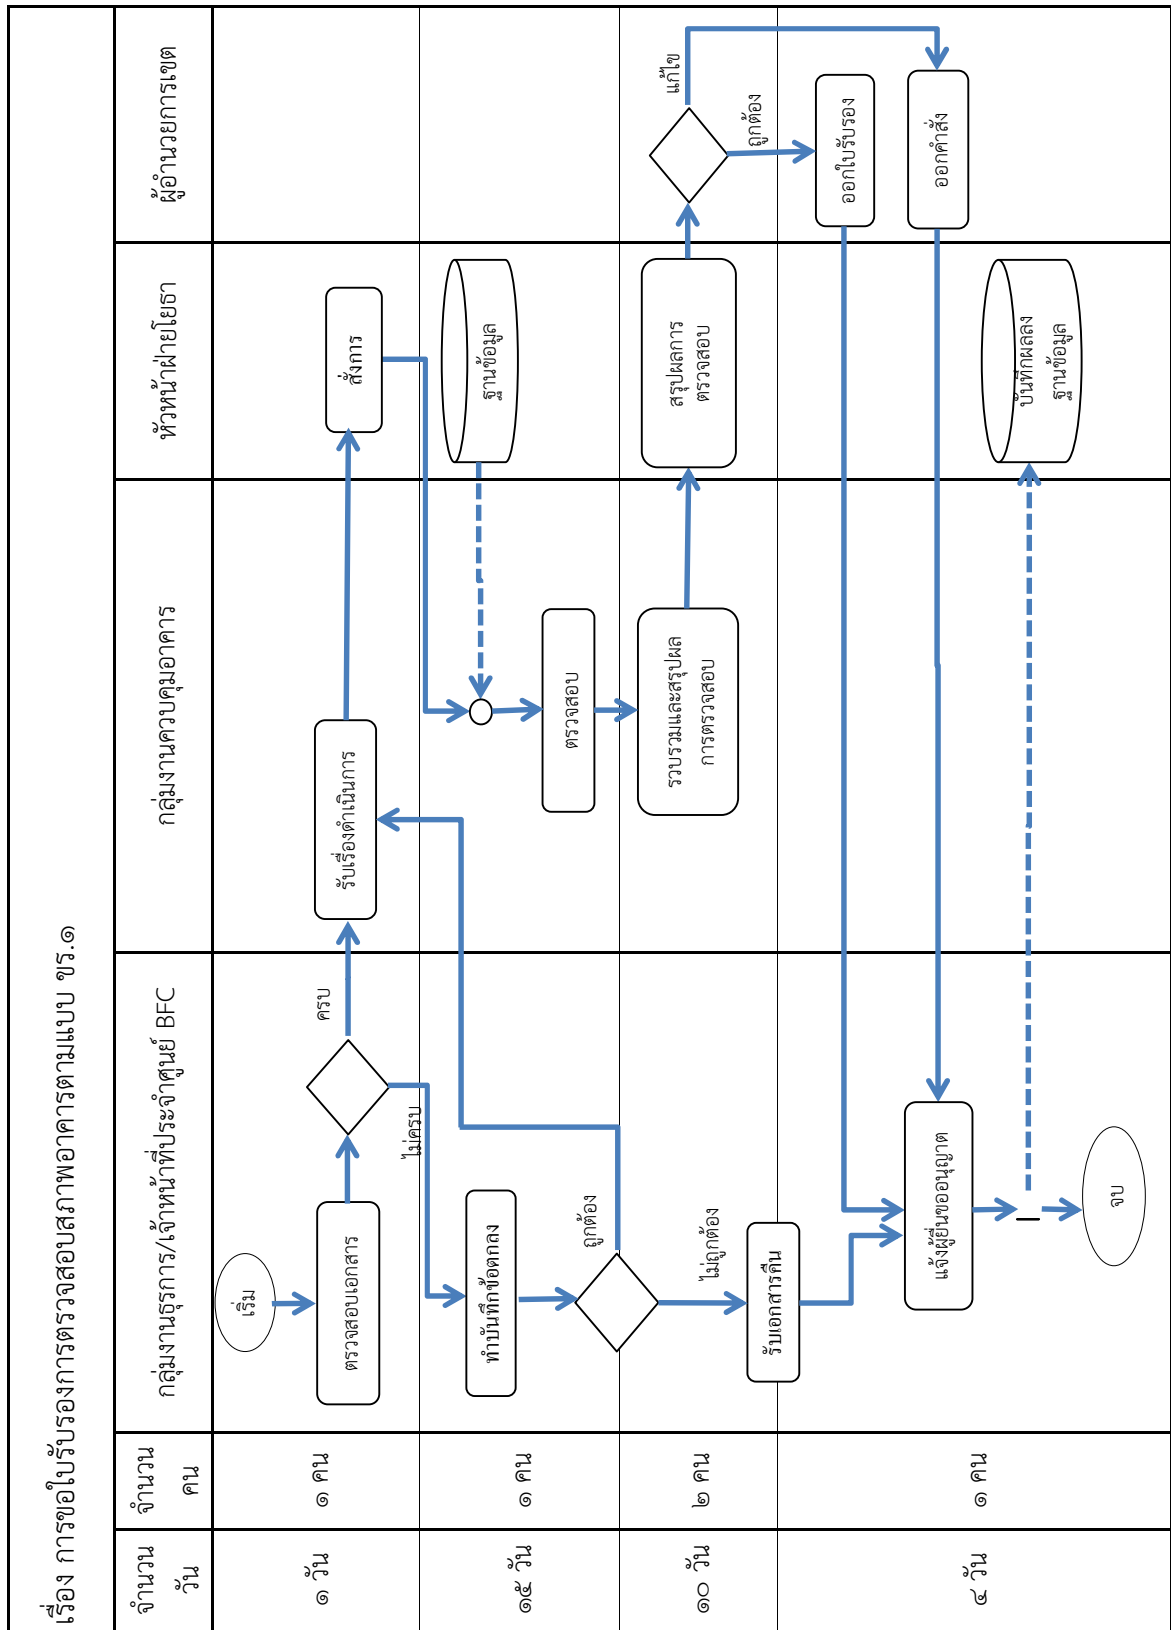 เรื่อง การขอใบรับรองการตรวจสอบสภาพอาคารตามแบบ ขร.๑
จำนวน
วัน
จำนวน
คน
กลุ่มงานธุรการ/เจ้าหน้าที่ประจำศูนย์ BFC
กลุ่มงานควบคุมอาคาร
หัวหน้าฝ่ายโยธา
ผู้อำนวยการเขต
๑ วัน
๑ คน
เริ่ม
ตรวจสอบเอกสาร
ครบ
ไม่ครบ
รับเรื่องดำเนินการ
สั่งการ
๑๕ วัน
๑ คน
ทำบันทึกข้อตกลง
ถูกต้อง
ตรวจสอบ
ฐานข้อมูล
๑๐ วัน
๒ คน
ไม่ถูกต้อง
รับเอกสารคืน
รวบรวมและสรุปผล
การตรวจสอบ
สรุปผลการ
ตรวจสอบ
แก้ไข
ถูกต้อง
๔ วัน
๑ คน
แจ้งผู้ยื่นขออนุญาต
จบ
บันทึกผลลง
ฐานข้อมูล
ออกใบรับรอง
ออกคำสั่ง